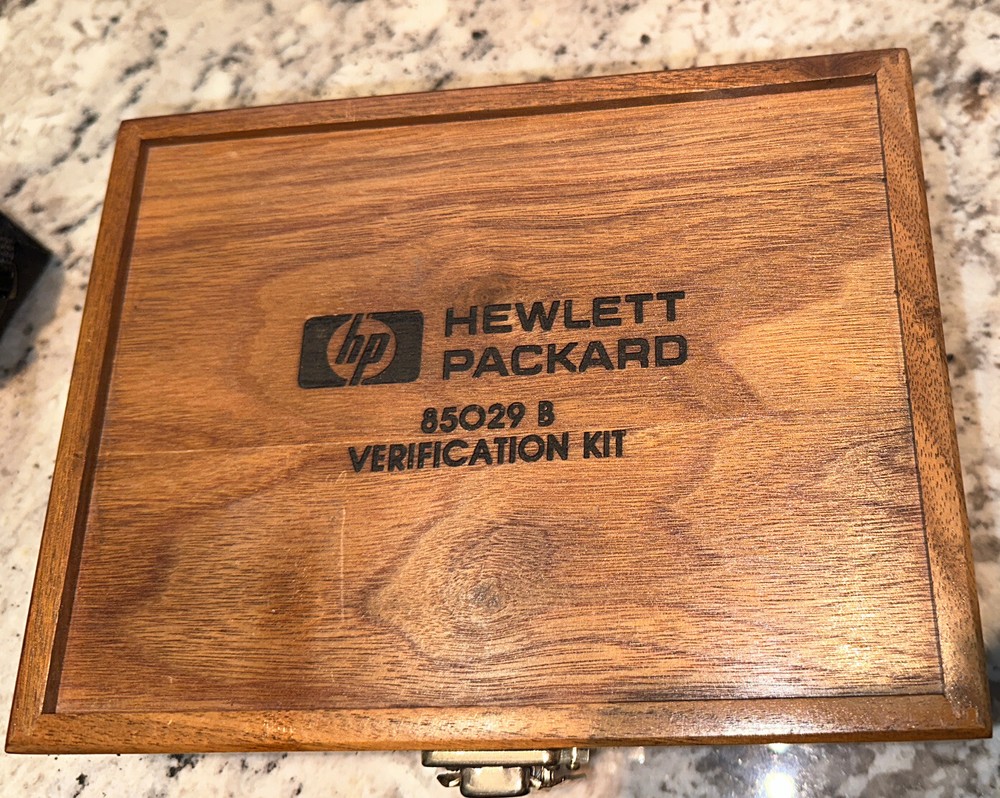 hp
HEWLETT
PACKARD
85029 B
VERIFICATION KIT